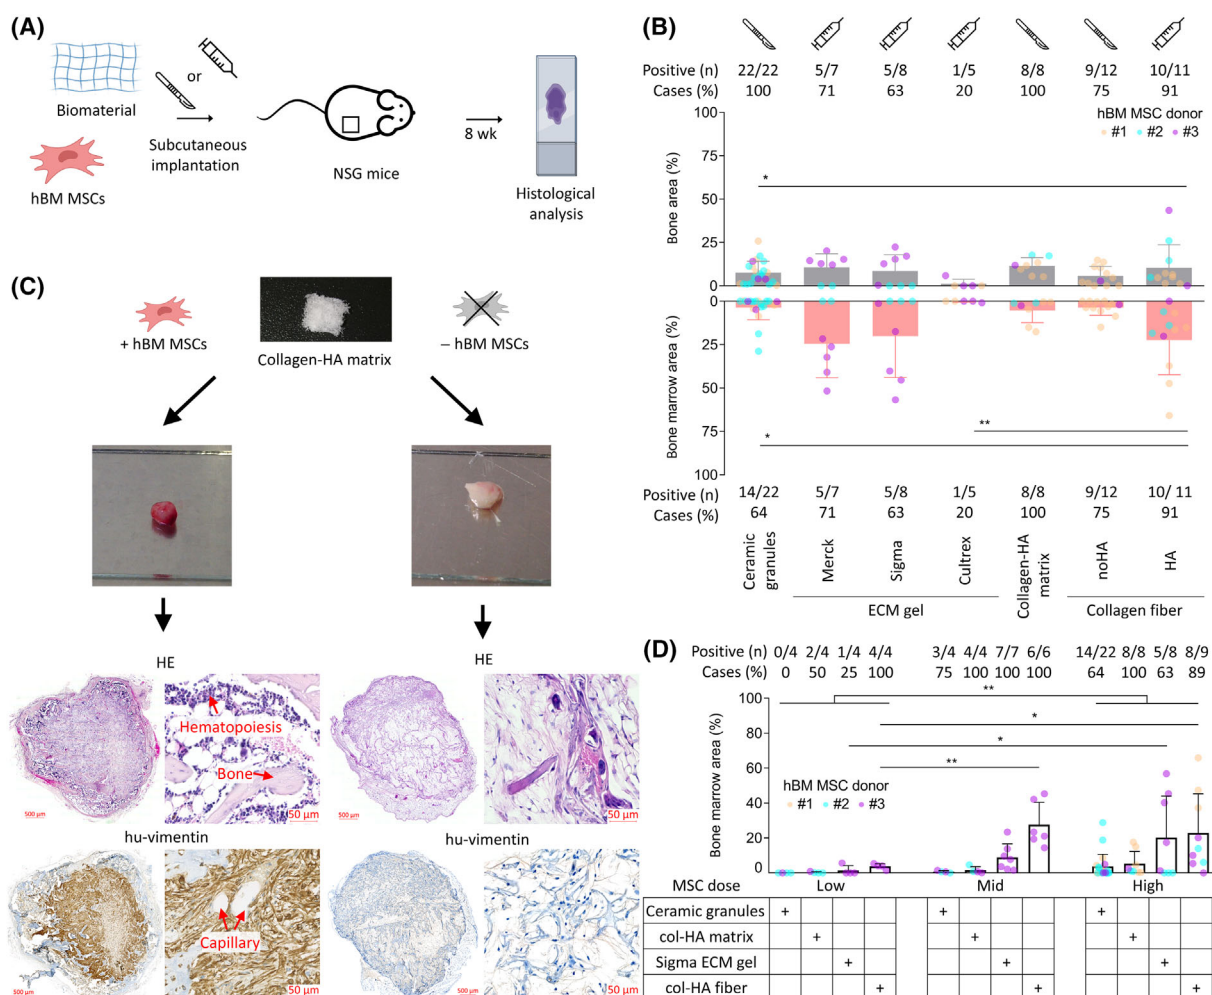 (A)
or
Biomaterial
Subcutaneous
implantation
hBM MSCs
NSG mice
8 wk
Histological
analysis
(B)
Positive (n) 22/22 5/7 5/8 1/5 8/8 9/12 10/11
Cases (%) 100 71 63 20 100 75 91
hBM MSC donor
#1 #2 #3
Bone area (%)
100
75
50
25
0
*
0
25
50
75
100
Bone marrow area (%)
**
*
Positive (n) 14/22 5/7 5/8 1/5 8/8 9/12 10/ 11
Cases (%) 64 71 63 20 100 75 91
Ceramic
granules
Merck
Sigma
Cultrex
Collagen-HA
matrix
noHA
HA
ECM gel
Collagen fiber
(C)
+ hBM MSCs
Collagen-HA matrix
– hBM MSCs
HE
HE
Hematopoiesis
Bone
500 µm
50 µm
500 µm
50 µm
hu-vimentin
hu-vimentin
Capillary
500 µm
50 µm
500 µm
50 µm
(D)
Positive (n) 0/4 2/4 1/4 4/4 3/4 4/4 7/7 6/6 14/22 8/8 5/8 8/9
Cases (%) 0 50 25 100 75 100 100 100 64 100 63 89
Bone marrow area (%)
100
80
60
40
20
0
**
*
*
**
hBM MSC donor
#1 #2 #3
MSC dose Low Mid High
Ceramic granules + + +
col-HA matrix + + +
Sigma ECM gel + + +
col-HA fiber + + +